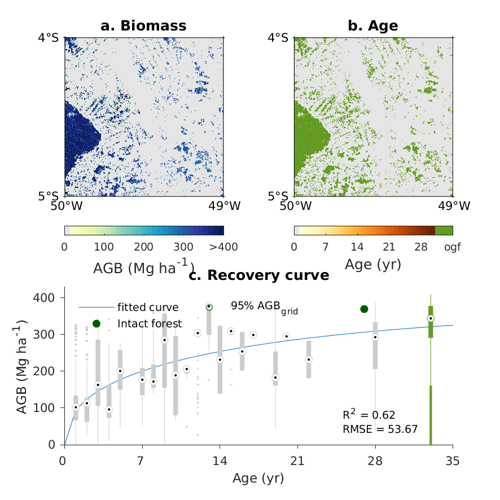 a. Biomass
b. Age
4°S
4°S
5°S
5°S
50°W
49°W
50°W
49°W
0 100 200 300 >400
0 7 14 21 28 ogf
AGB (Mg ha⁻¹)
Age (yr)
c. Recovery curve
400
300
200
100
0
AGB (Mg ha⁻¹)
fitted curve
95% AGBgrid
Intact forest
R² = 0.62
RMSE = 53.67
0 7 14 21 28 35
Age (yr)